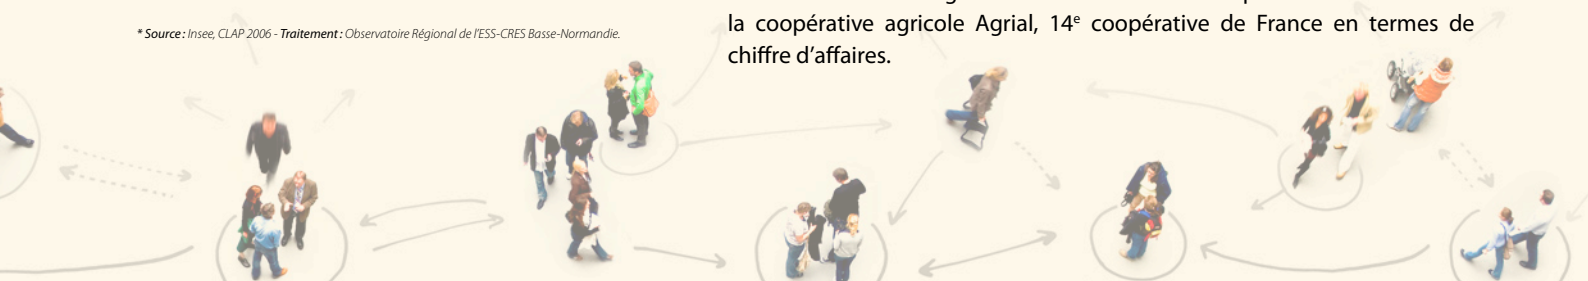 * Source : Insee, CLAP 2006 - Traitement : Observatoire Régional de l'ESS-CRES Basse-Normandie.
la coopérative agricole Agrial, 14e coopérative de France en termes de
chiffre d'affaires.